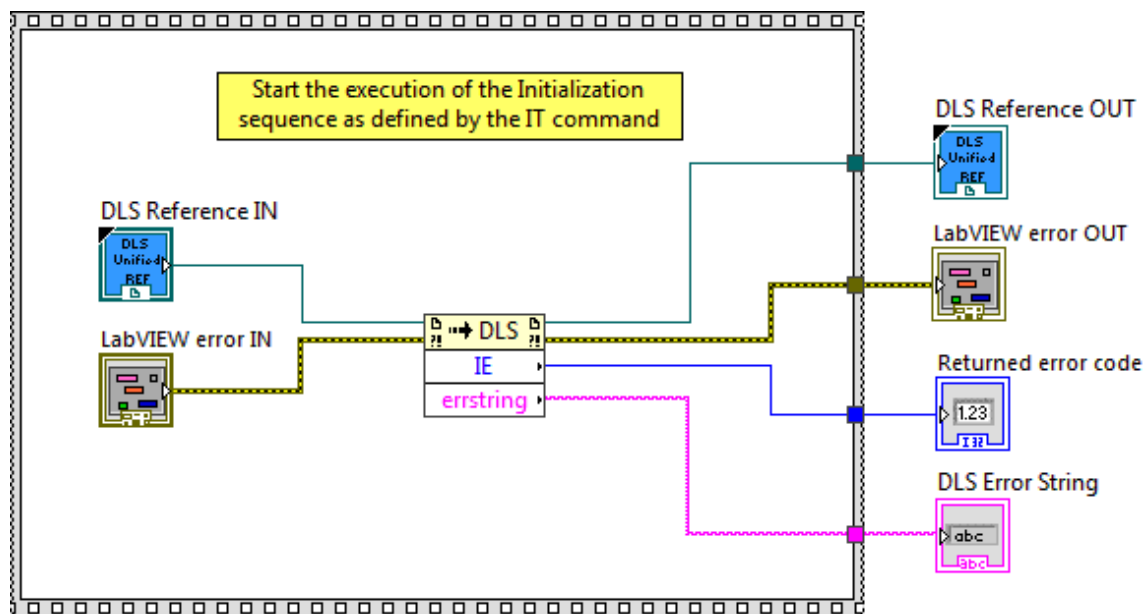 Start the execution of the Initialization
sequence as defined by the IT command
DLS Reference OUT
DLS
Unified
REF
DLS Reference IN
DLS
Unified
REF
LabVIEW error OUT
LabVIEW error IN
?! DLS ?!
IE
errstring
Returned error code
1.23
I32
DLS Error String
abc
abc